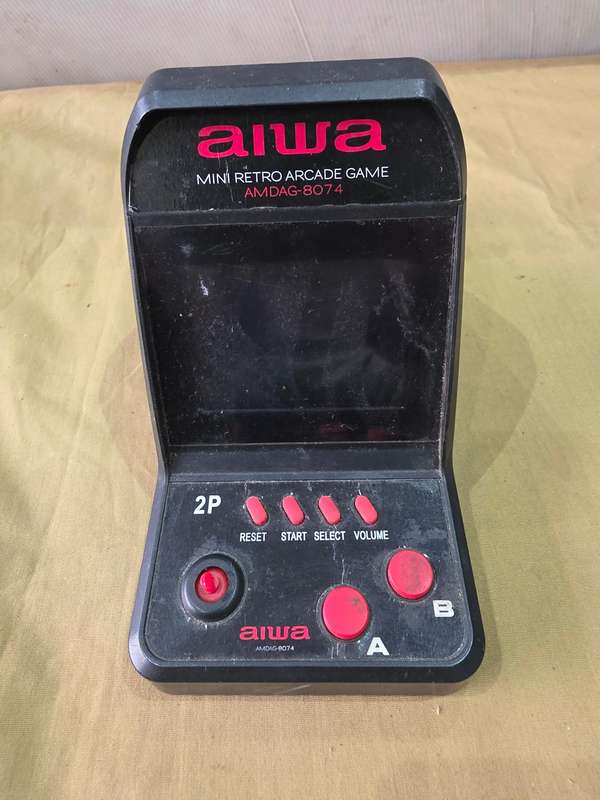 aiwa
MINI RETRO ARCADE GAME
AMDAG-8074
2P
RESET START SELECT VOLUME
B
A
aiwa
AMDAG-8074